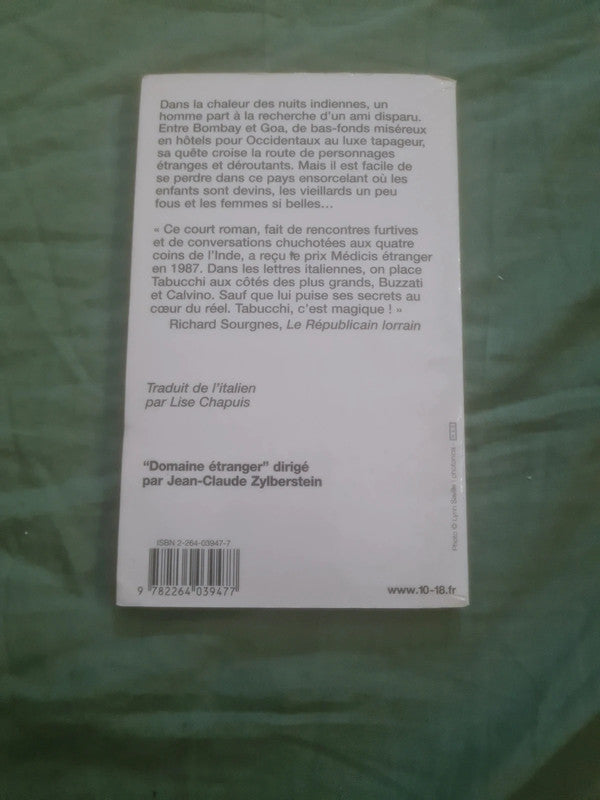 Dans la chaleur des nuits indiennes, un
homme part à la recherche d'un ami disparu.
Entre Bombay et Goa, de bas-fonds miséreux
en hôtels pour Occidentaux au luxe tapageur,
sa quête croise la route de personnages
étranges et déroutants. Mais il est facile de
se perdre dans ce pays ensorcelant où les
enfants sont devins, les vieillards un peu
fous et les femmes si belles...
« Ce court roman, fait de rencontres furtives
et de conversations chuchotées aux quatre
coins de l'Inde, a reçu le prix Médicis étranger
en 1987. Dans les lettres italiennes, on place
Tabucchi aux côtés des plus grands, Buzzati
et Calvino. Sauf que lui puise ses secrets au
cœur du réel. Tabucchi, c'est magique ! »
Richard Sourgnes, Le Républicain lorrain
Traduit de l'italien
par Lise Chapuis
"Domaine étranger" dirigé
par Jean-Claude Zylberstein
Photo © Lynn Saville / photonica
ISBN 2-264-03947-7
9 782264 039477
www.10-18.fr